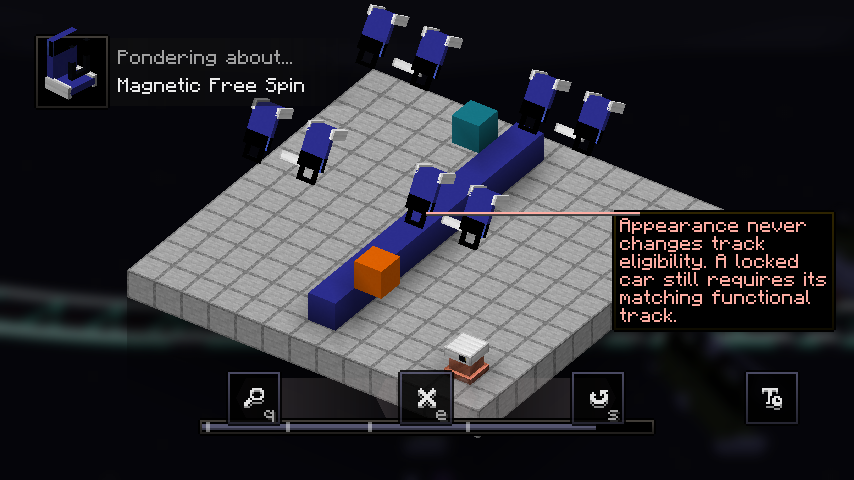 Pondering about...
Magnetic Free Spin
Appearance never
changes track
eligibility. A locked
car still requires its
matching functional
track.
q
e
s
T